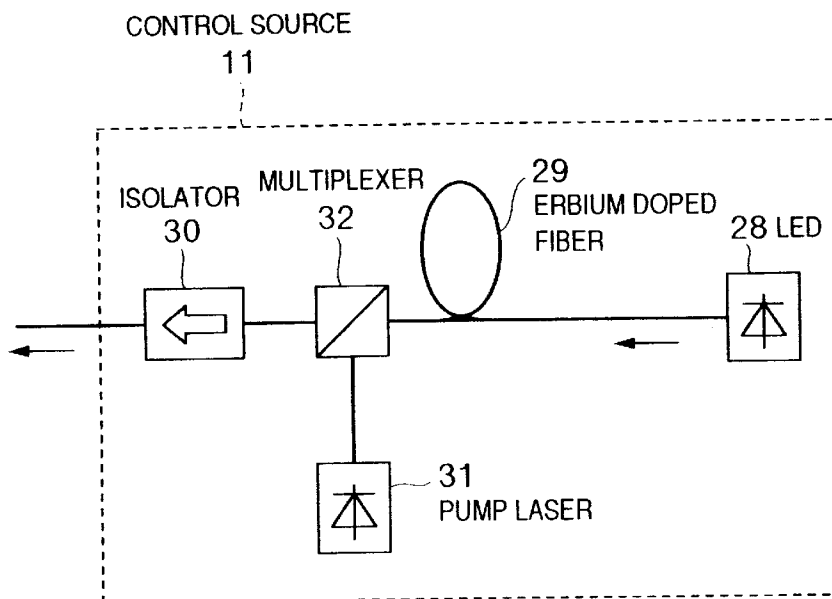 CONTROL SOURCE
11
ISOLATOR
30
MULTIPLEXER
32
29
ERBIUM DOPED
FIBER
28 LED
31
PUMP LASER